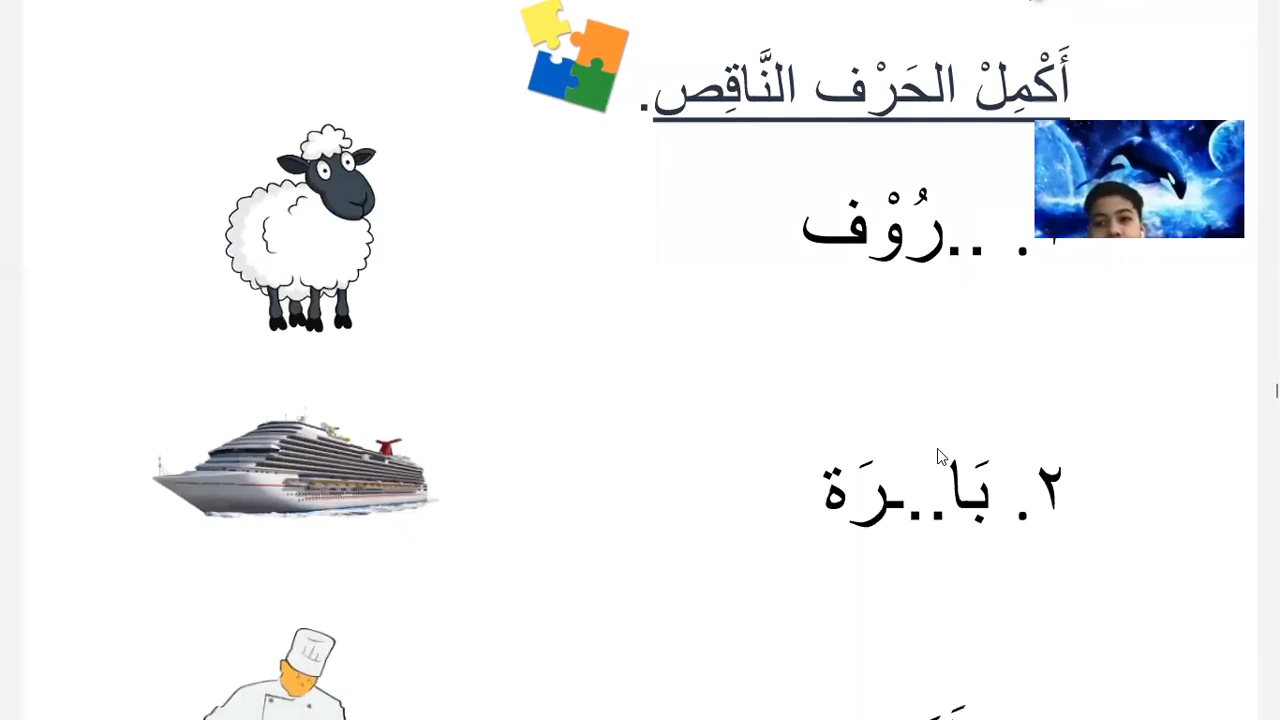 أَكْمِلْ الحَرْف النَّاقِص.
. ..رُوْف
٢. بَا..ـرَة